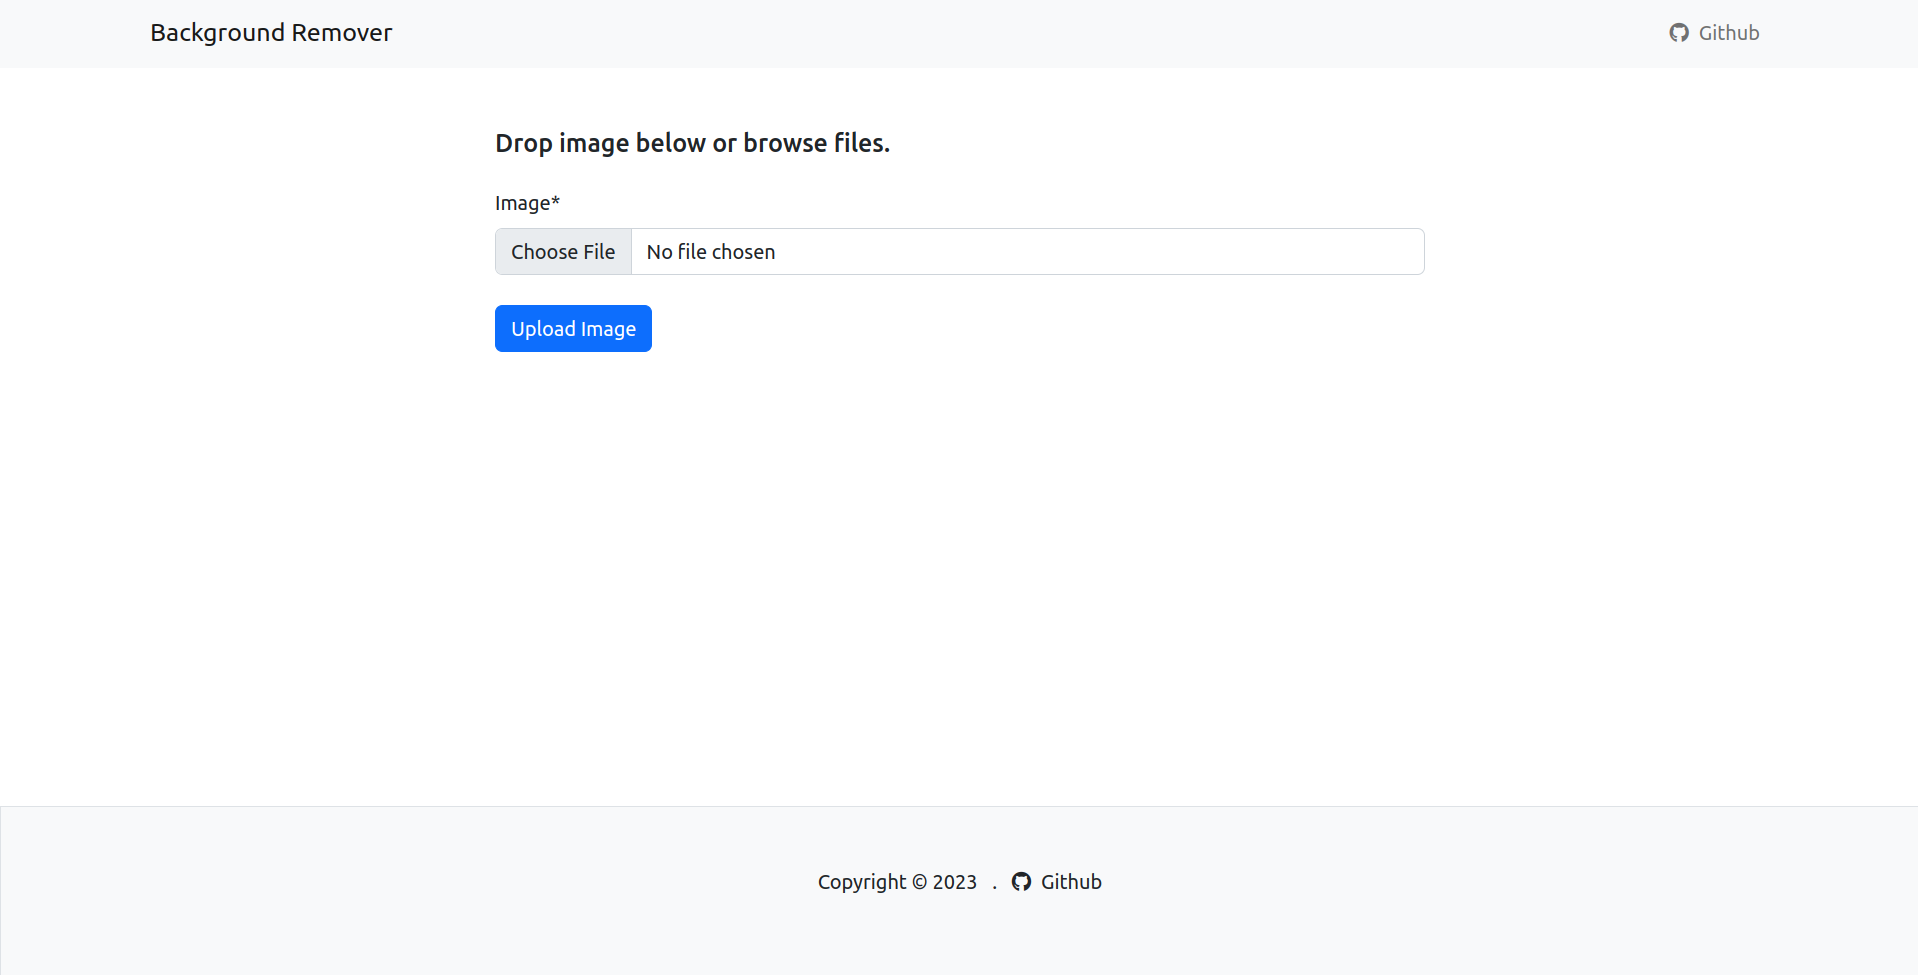 Background Remover
Github
Drop image below or browse files.
Image*
Choose File No file chosen
Upload Image
Copyright © 2023 . Github